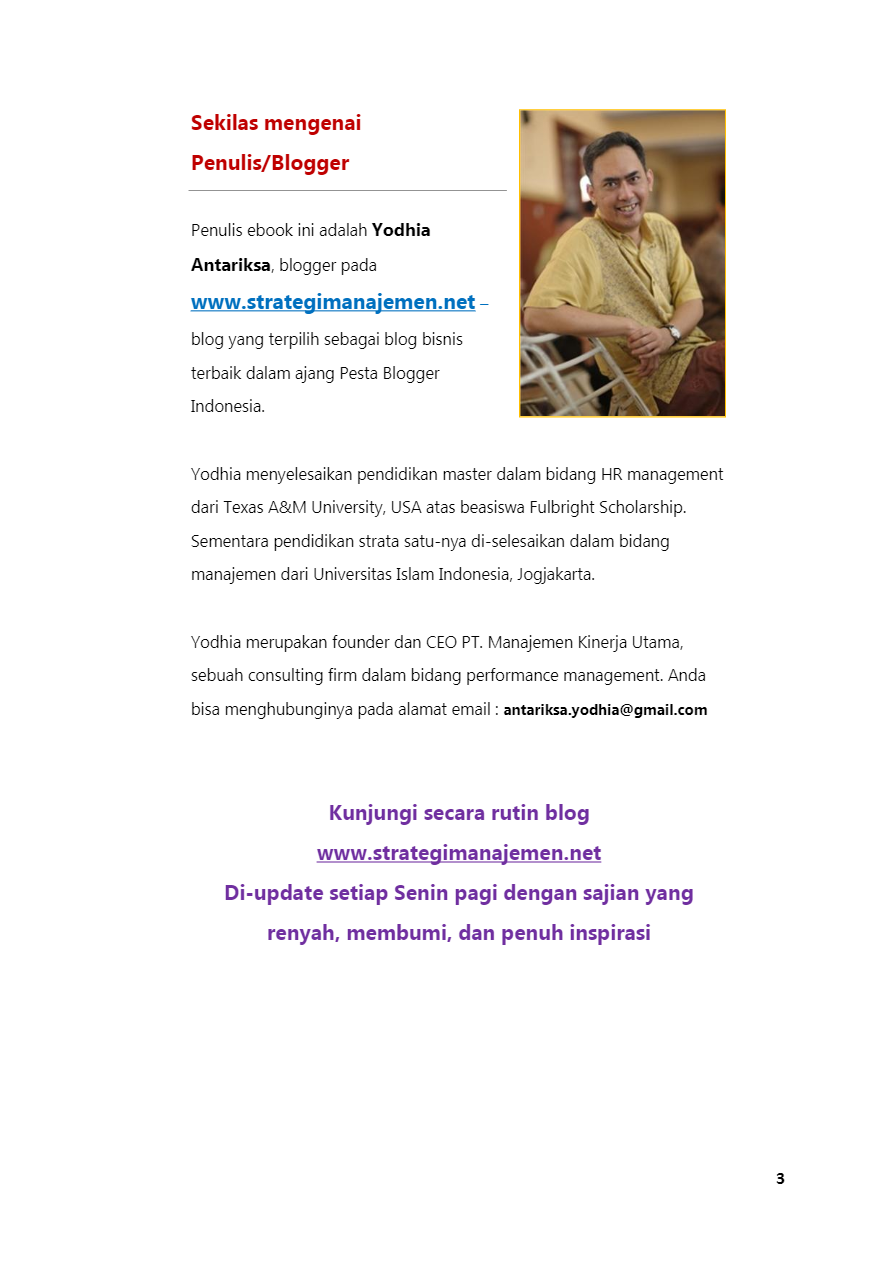 Sekilas mengenai
Penulis/Blogger
Penulis ebook ini adalah Yodhia
Antariksa, blogger pada
www.strategimanajemen.net –
blog yang terpilih sebagai blog bisnis
terbaik dalam ajang Pesta Blogger
Indonesia.
Yodhia menyelesaikan pendidikan master dalam bidang HR management
dari Texas A&M University, USA atas beasiswa Fulbright Scholarship.
Sementara pendidikan strata satu-nya di-selesaikan dalam bidang
manajemen dari Universitas Islam Indonesia, Jogjakarta.
Yodhia merupakan founder dan CEO PT. Manajemen Kinerja Utama,
sebuah consulting firm dalam bidang performance management. Anda
bisa menghubunginya pada alamat email : antariksa.yodhia@gmail.com
Kunjungi secara rutin blog
www.strategimanajemen.net
Di-update setiap Senin pagi dengan sajian yang
renyah, membumi, dan penuh inspirasi
3